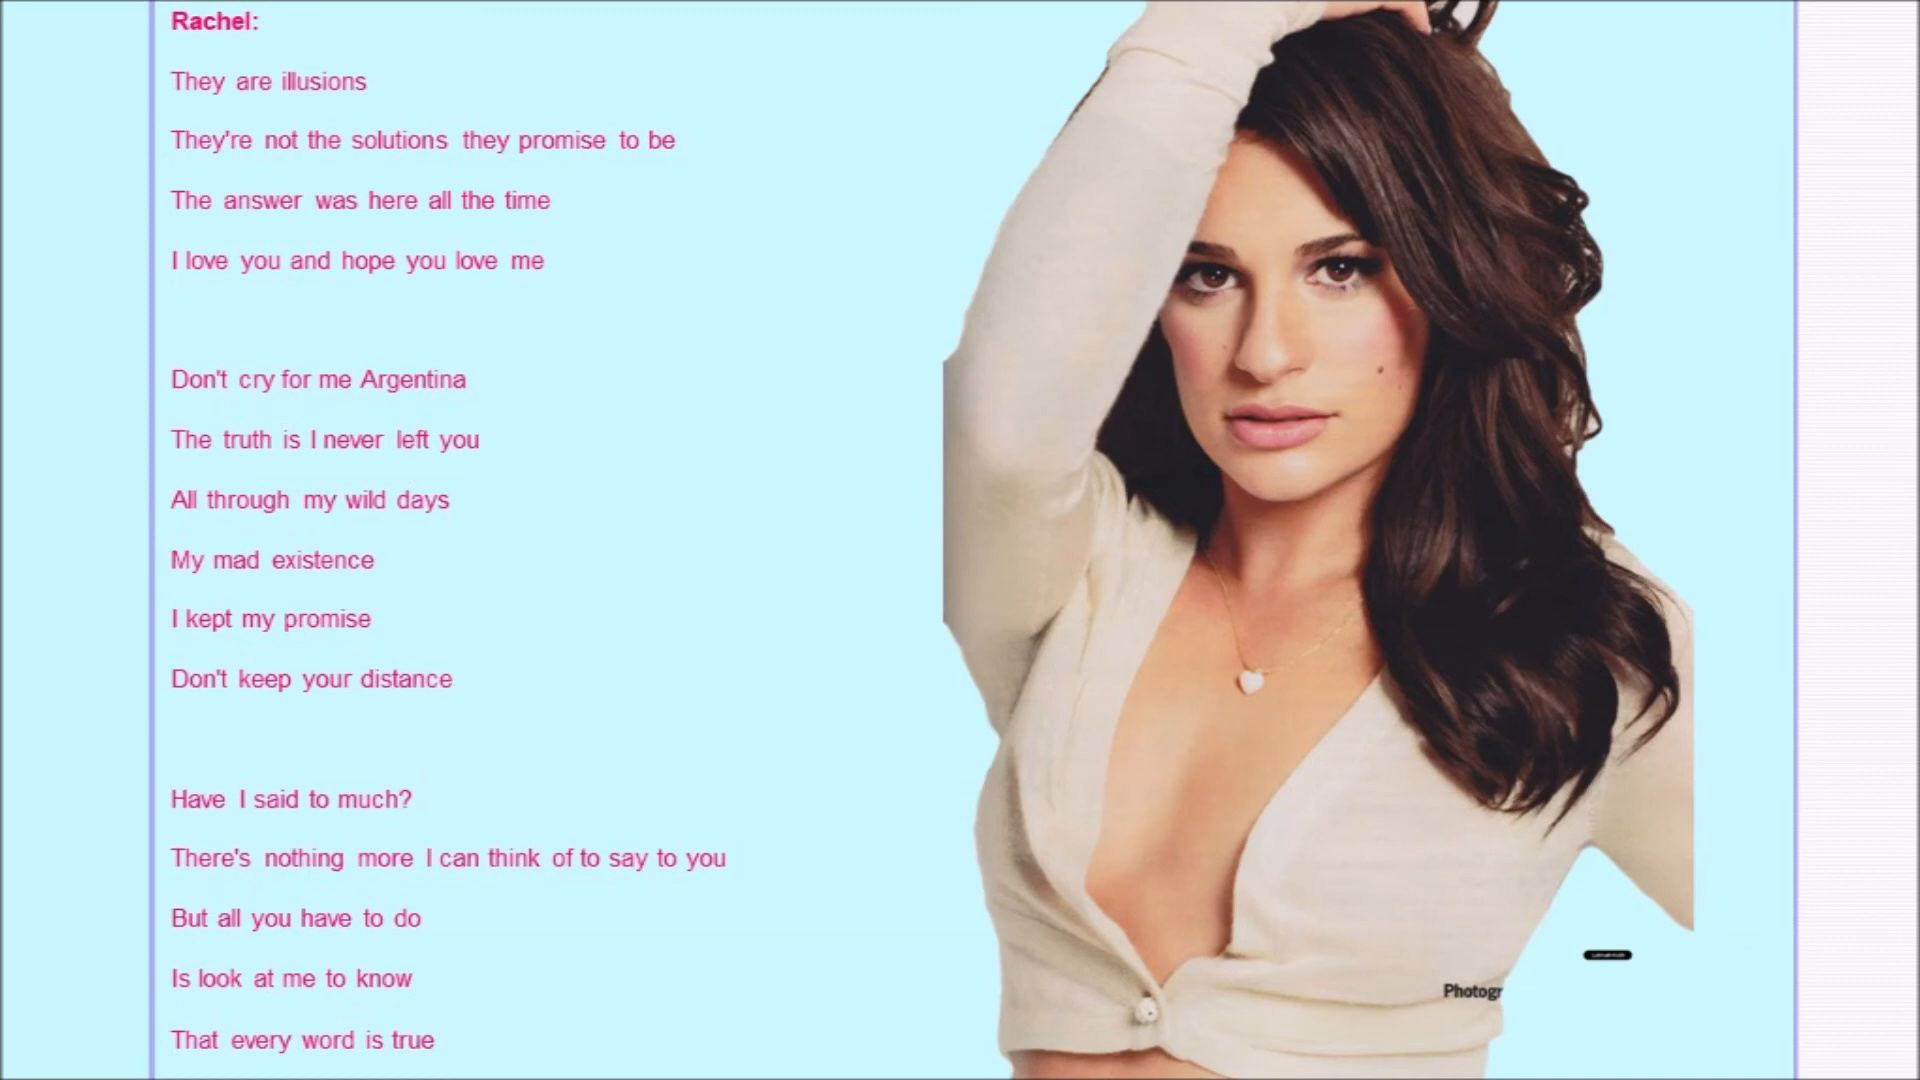 Rachel:
They are illusions
They're not the solutions they promise to be
The answer was here all the time
I love you and hope you love me
Don't cry for me Argentina
The truth is I never left you
All through my wild days
My mad existence
I kept my promise
Don't keep your distance
Have I said to much?
There's nothing more I can think of to say to you
But all you have to do
Is look at me to know
That every word is true
Photogr